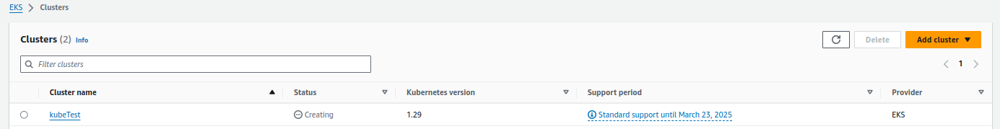 EKS > Clusters
Clusters (2) Info
Delete
Add cluster
Filter clusters
1
Cluster name Status Kubernetes version Support period Provider
kubeTest Creating 1.29 Standard support until March 23, 2025 EKS